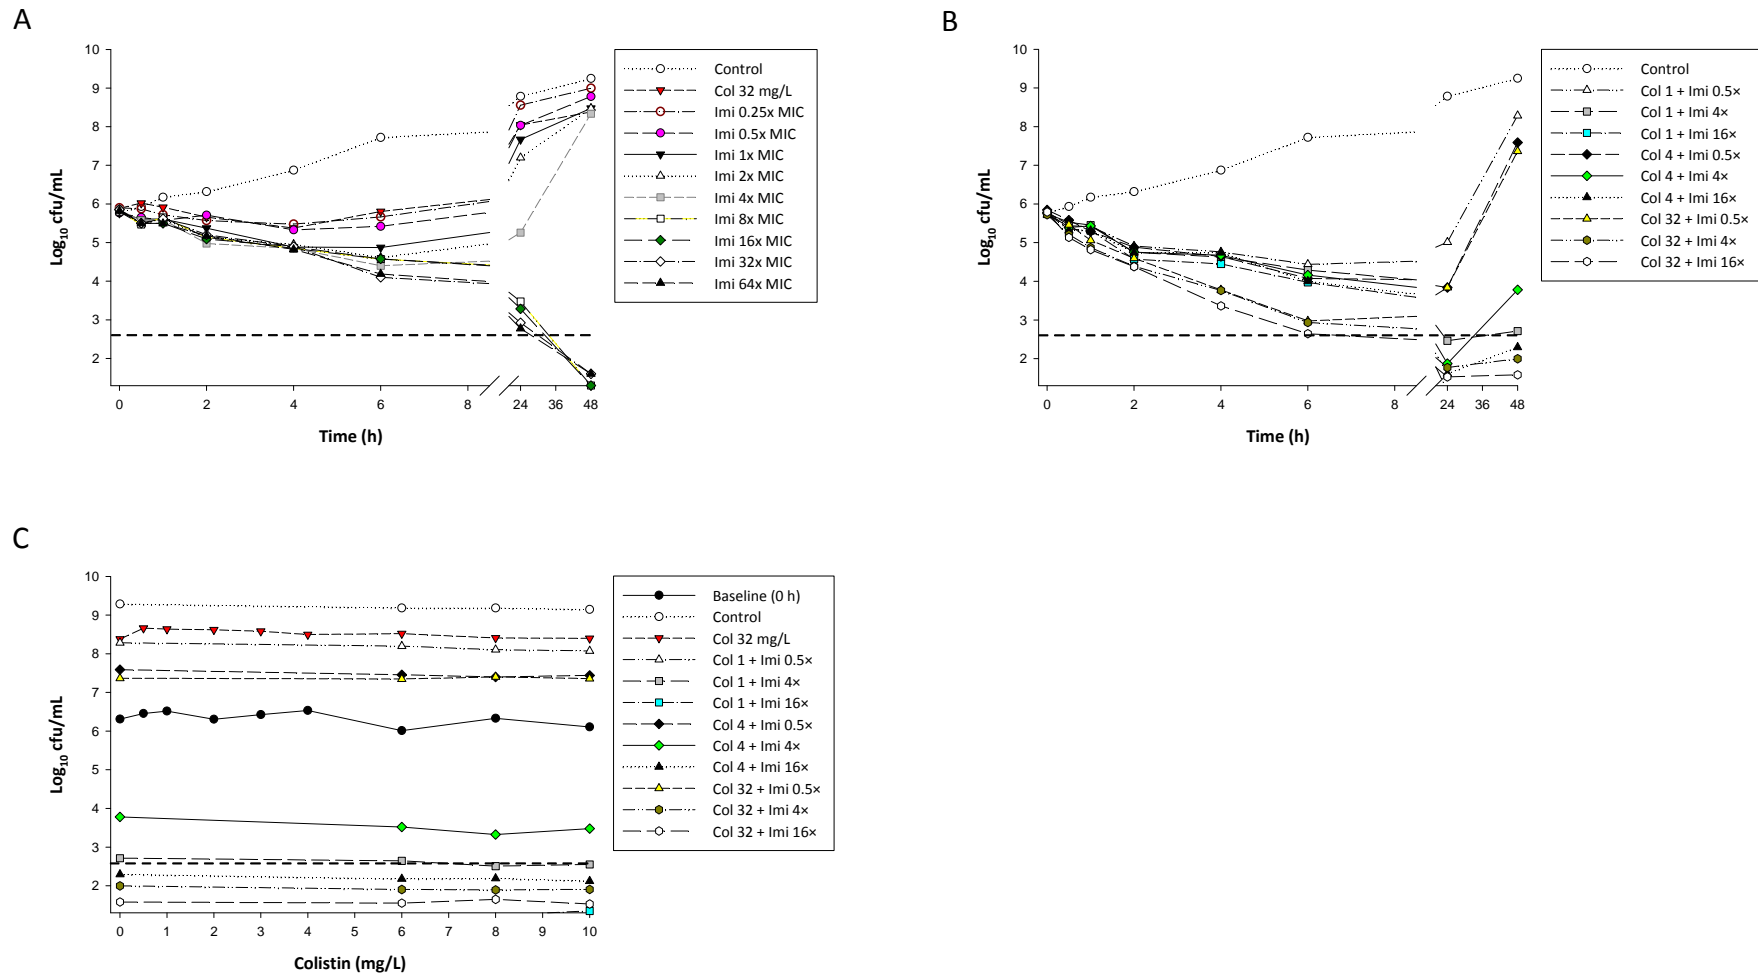 A
Log10 cfu/mL
10
9
8
7
6
5
4
3
2
0 2 4 6 8 24 36 48
Time (h)
Control
Col 32 mg/L
Imi 0.25x MIC
Imi 0.5x MIC
Imi 1x MIC
Imi 2x MIC
Imi 4x MIC
Imi 8x MIC
Imi 16x MIC
Imi 32x MIC
Imi 64x MIC
B
Log10 cfu/mL
10
9
8
7
6
5
4
3
2
0 2 4 6 8 24 36 48
Time (h)
Control
Col 1 + Imi 0.5×
Col 1 + Imi 4×
Col 1 + Imi 16×
Col 4 + Imi 0.5×
Col 4 + Imi 4×
Col 4 + Imi 16×
Col 32 + Imi 0.5×
Col 32 + Imi 4×
Col 32 + Imi 16×
C
Log10 cfu/mL
10
9
8
7
6
5
4
3
2
0 1 2 3 4 5 6 7 8 9 10
Colistin (mg/L)
Baseline (0 h)
Control
Col 32 mg/L
Col 1 + Imi 0.5×
Col 1 + Imi 4×
Col 1 + Imi 16×
Col 4 + Imi 0.5×
Col 4 + Imi 4×
Col 4 + Imi 16×
Col 32 + Imi 0.5×
Col 32 + Imi 4×
Col 32 + Imi 16×